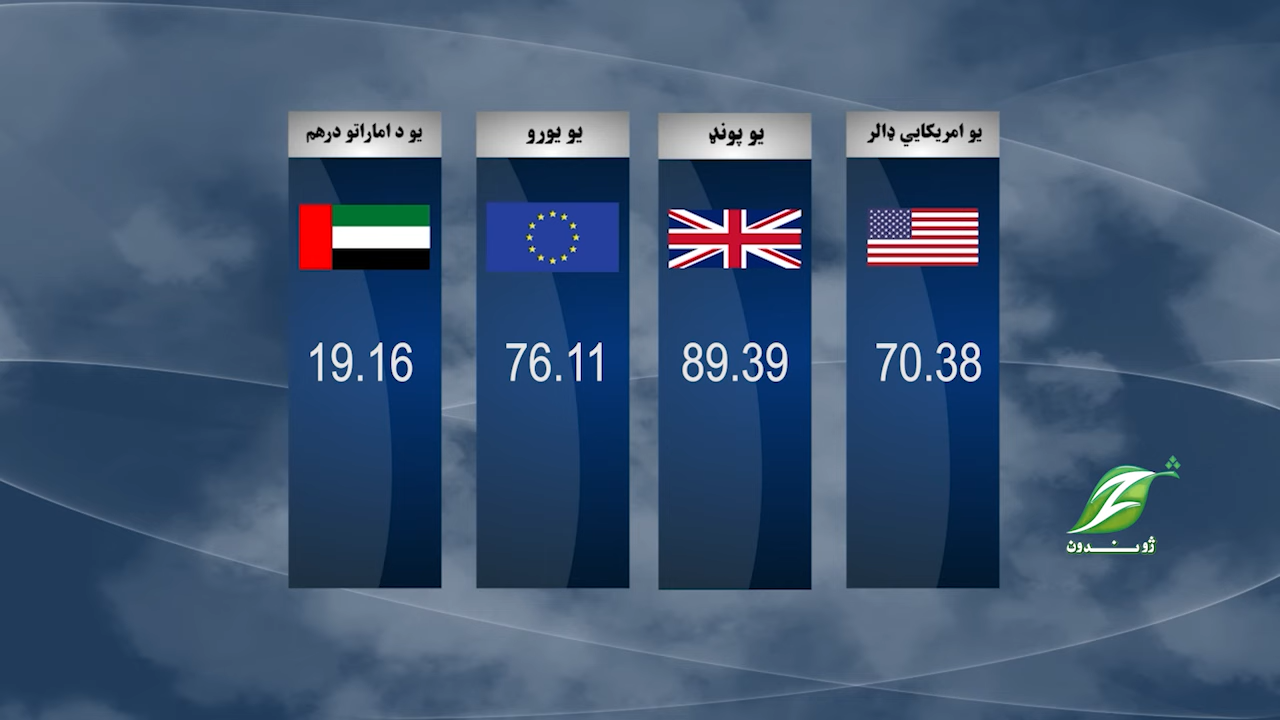 یو امریکایي ډالر
یو پونډ
یو یورو
یو د اماراتو درهم
70.38
89.39
76.11
19.16
ژوندون